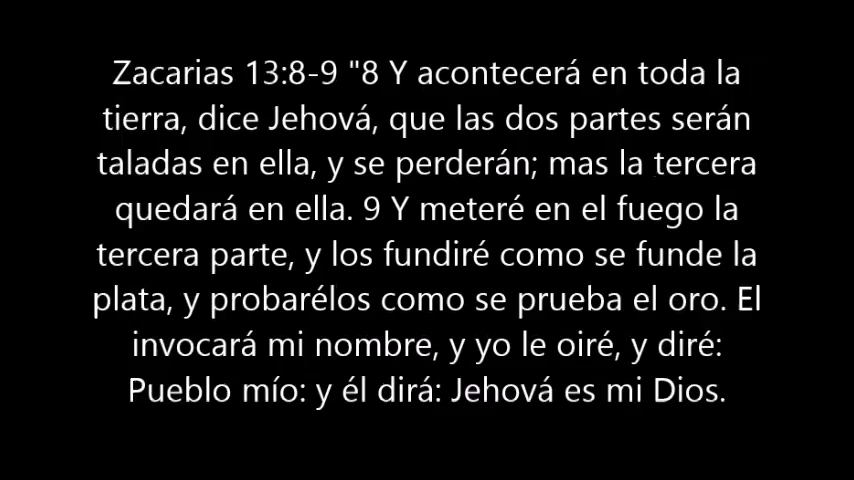 Zacarias 13:8-9 "8 Y acontecerá en toda la
tierra, dice Jehová, que las dos partes serán
taladas en ella, y se perderán; mas la tercera
quedará en ella. 9 Y meteré en el fuego la
tercera parte, y los fundiré como se funde la
plata, y probarélos como se prueba el oro. El
invocará mi nombre, y yo le oiré, y diré:
Pueblo mío: y él dirá: Jehová es mi Dios.